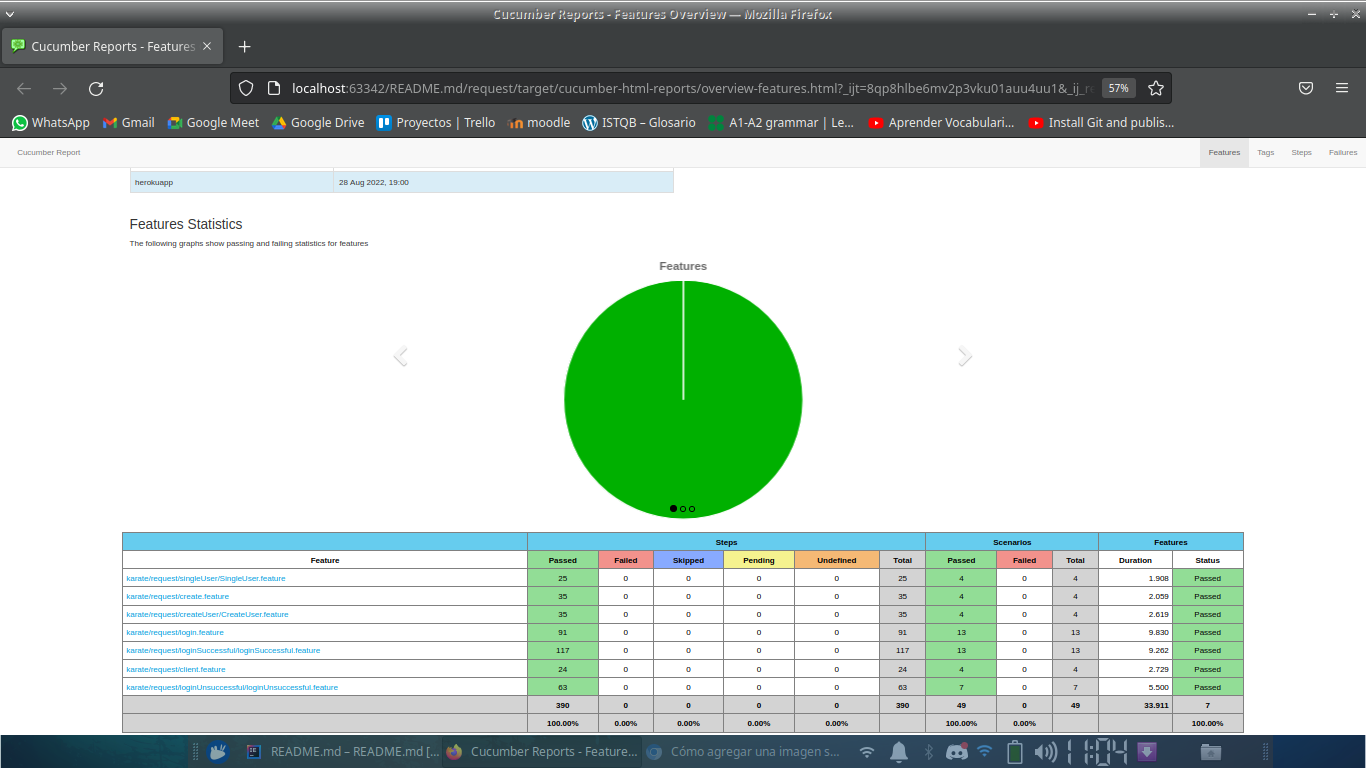 Cucumber Reports - Features Overview — Mozilla Firefox
Cucumber Reports - Features
localhost:63342/README.md/request/target/cucumber-html-reports/overview-features.html?_ijt=8qp8hlbe6mv2p3vku01auu4uu1&_ij_r 57%
WhatsApp Gmail Google Meet Google Drive Proyectos | Trello moodle ISTQB – Glosario A1-A2 grammar | Le... Aprender Vocabulari... Install Git and publis...
Cucumber Report Features Tags Steps Failures
herokuapp 28 Aug 2022, 19:00
Features Statistics
The following graphs show passing and failing statistics for features
Features
Steps Scenarios Features
Feature Passed Failed Skipped Pending Undefined Total Passed Failed Total Duration Status
karate/request/singleUser/SingleUser.feature 25 0 0 0 0 25 4 0 4 1.908 Passed
karate/request/create.feature 35 0 0 0 0 35 4 0 4 2.059 Passed
karate/request/createUser/CreateUser.feature 35 0 0 0 0 35 4 0 4 2.619 Passed
karate/request/login.feature 91 0 0 0 0 91 13 0 13 9.830 Passed
karate/request/loginSuccessful/loginSuccessful.feature 117 0 0 0 0 117 13 0 13 9.262 Passed
karate/request/client.feature 24 0 0 0 0 24 4 0 4 2.729 Passed
karate/request/loginUnsuccessful/loginUnsuccessful.feature 63 0 0 0 0 63 7 0 7 5.500 Passed
390 0 0 0 0 390 49 0 49 33.911 7
100.00% 0.00% 0.00% 0.00% 0.00% 100.00% 0.00% 100.00%
README.md – README.md [... Cucumber Reports - Feature... Cómo agregar una imagen s... 1:04